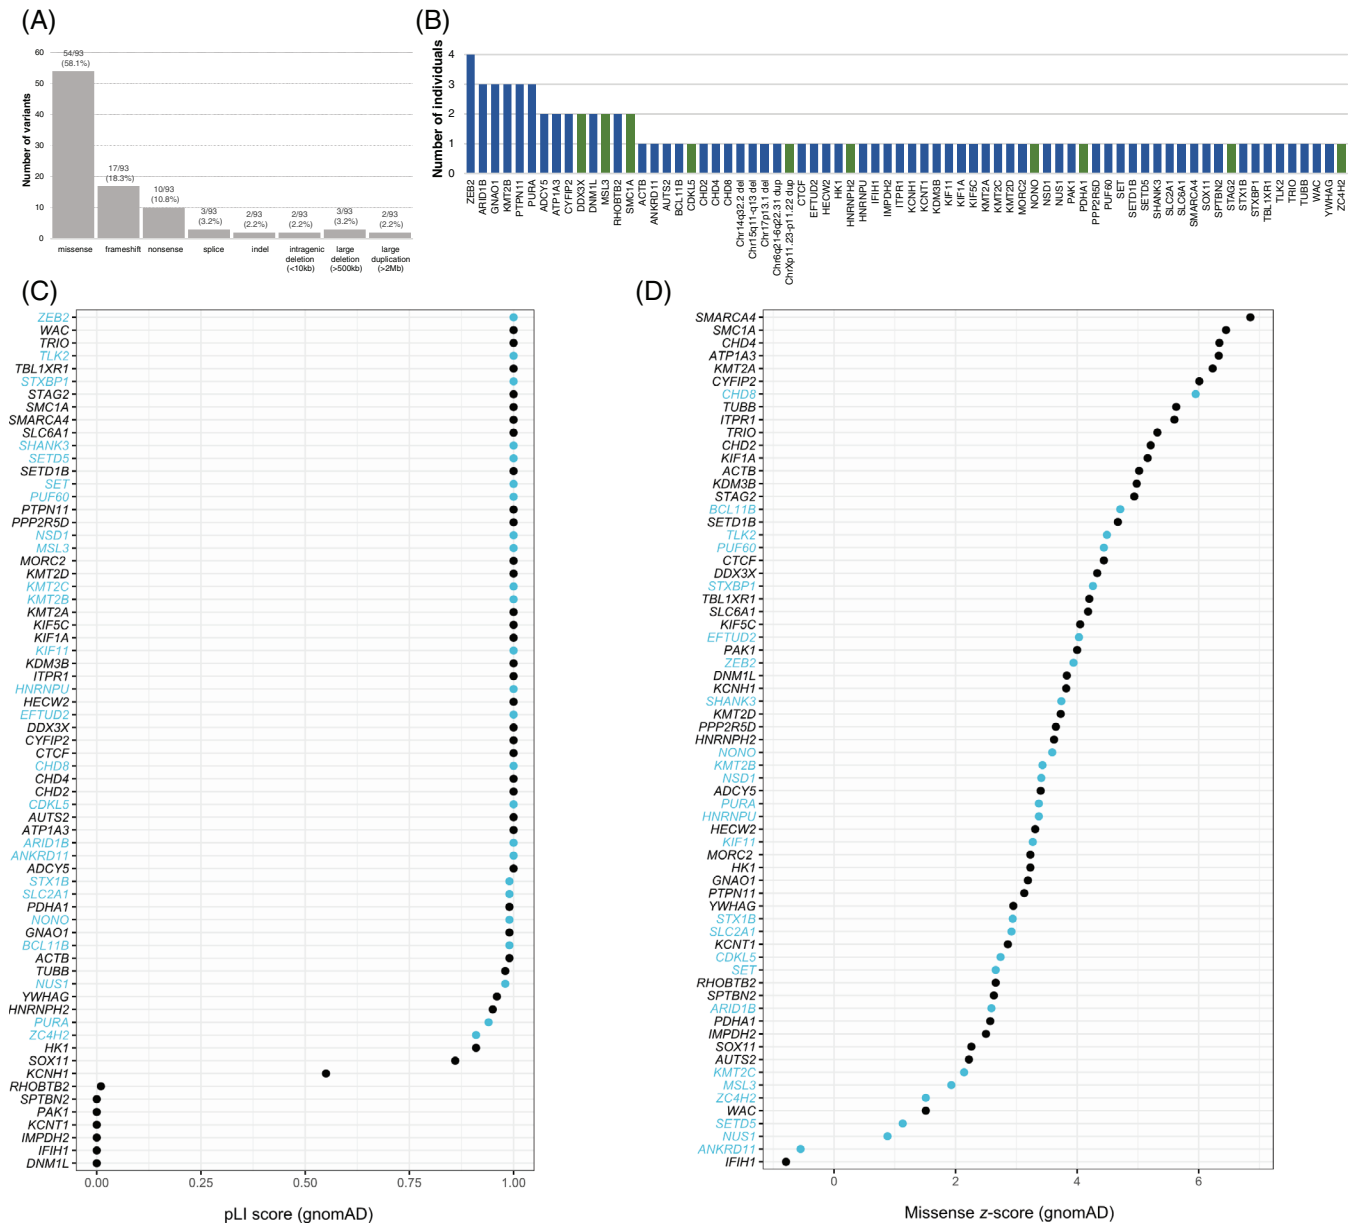 (A)
Number of variants
60
50
40
30
20
10
0
54/93
(58.1%)
17/93
(18.3%)
10/93
(10.8%)
3/93
(3.2%)
2/93
(2.2%)
2/93
(2.2%)
3/93
(3.2%)
2/93
(2.2%)
missense
frameshift
nonsense
splice
indel
intragenic
deletion
(<10kb)
large
deletion
(>500kb)
large
duplication
(>2Mb)
(B)
Number of individuals
4
3
2
1
0
ZEB2
ARID1B
GNAO1
KMT2B
PTPN11
PURA
ADCY5
ATP1A3
CYFIP2
DDX3X
DNM1L
MSL3
RHOBTB2
SMC1A
ACTB
ANKRD11
AUTS2
BCL11B
CDKL5
CHD2
CHD4
CHD8
Chr14q32.2 del
Chr15q11-q13 del
Chr17p13.1 del
Chr6q21-6q22.31 dup
ChrXp11.23-p11.22 dup
CTCF
EFTUD2
HECW2
HK1
HNRNPH2
HNRNPU
IFIH1
IMPDH2
ITPR1
KCNH1
KCNT1
KDM3B
KIF11
KIF1A
KIF5C
KMT2A
KMT2C
KMT2D
MORC2
NONO
NSD1
NUS1
PAK1
PDHA1
PPP2R5D
PUF60
SET
SETD1B
SETD5
SHANK3
SLC2A1
SLC6A1
SMARCA4
SOX11
SPTBN2
STAG2
STX1B
STXBP1
TBL1XR1
TLK2
TRIO
TUBB
WAC
YWHAG
ZC4H2
(C)
ZEB2
WAC
TRIO
TLK2
TBL1XR1
STXBP1
STAG2
SMC1A
SMARCA4
SLC6A1
SHANK3
SETD5
SETD1B
SET
PUF60
PTPN11
PPP2R5D
NSD1
MSL3
MORC2
KMT2D
KMT2C
KMT2B
KMT2A
KIF5C
KIF1A
KIF11
KDM3B
ITPR1
HNRNPU
HECW2
EFTUD2
DDX3X
CYFIP2
CTCF
CHD8
CHD4
CHD2
CDKL5
AUTS2
ATP1A3
ARID1B
ANKRD11
ADCY5
STX1B
SLC2A1
PDHA1
NONO
GNAO1
BCL11B
ACTB
TUBB
NUS1
YWHAG
HNRNPH2
PURA
ZC4H2
HK1
SOX11
KCNH1
RHOBTB2
SPTBN2
PAK1
KCNT1
IMPDH2
IFIH1
DNM1L
0.00
0.25
0.50
0.75
1.00
pLI score (gnomAD)
(D)
SMARCA4
SMC1A
CHD4
ATP1A3
KMT2A
CYFIP2
CHD8
TUBB
ITPR1
TRIO
CHD2
KIF1A
ACTB
KDM3B
STAG2
BCL11B
SETD1B
TLK2
PUF60
CTCF
DDX3X
STXBP1
TBL1XR1
SLC6A1
KIF5C
EFTUD2
PAK1
ZEB2
DNM1L
KCNH1
SHANK3
KMT2D
PPP2R5D
HNRNPH2
NONO
KMT2B
NSD1
ADCY5
PURA
HNRNPU
HECW2
KIF11
MORC2
HK1
GNAO1
PTPN11
YWHAG
STX1B
SLC2A1
KCNT1
CDKL5
SET
RHOBTB2
SPTBN2
ARID1B
PDHA1
IMPDH2
SOX11
AUTS2
KMT2C
MSL3
ZC4H2
WAC
SETD5
NUS1
ANKRD11
IFIH1
0
2
4
6
Missense z-score (gnomAD)